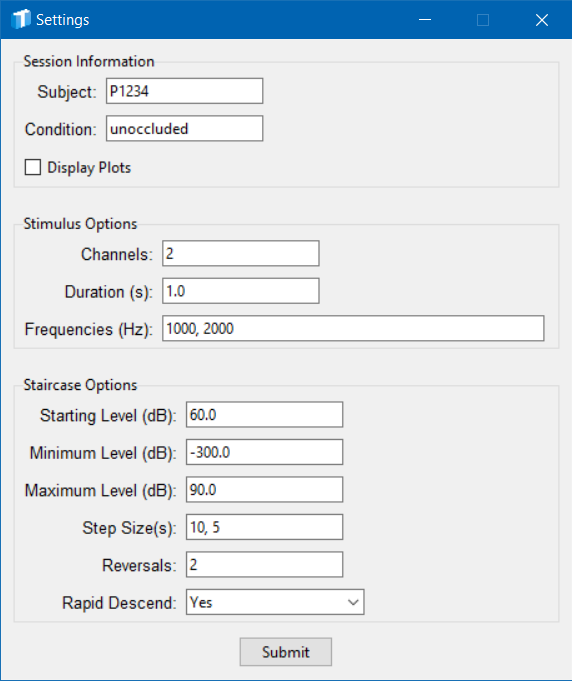 Settings
Session Information
Subject: P1234
Condition: unoccluded
Display Plots
Stimulus Options
Channels: 2
Duration (s): 1.0
Frequencies (Hz): 1000, 2000
Staircase Options
Starting Level (dB): 60.0
Minimum Level (dB): -300.0
Maximum Level (dB): 90.0
Step Size(s): 10, 5
Reversals: 2
Rapid Descend: Yes
Submit